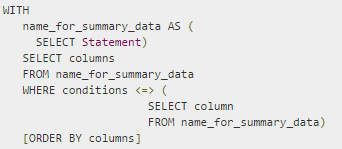 WITH
name_for_summary_data AS (
SELECT Statement)
SELECT columns
FROM name_for_summary_data
WHERE conditions <=> (
SELECT column
FROM name_for_summary_data)
[ORDER BY columns]